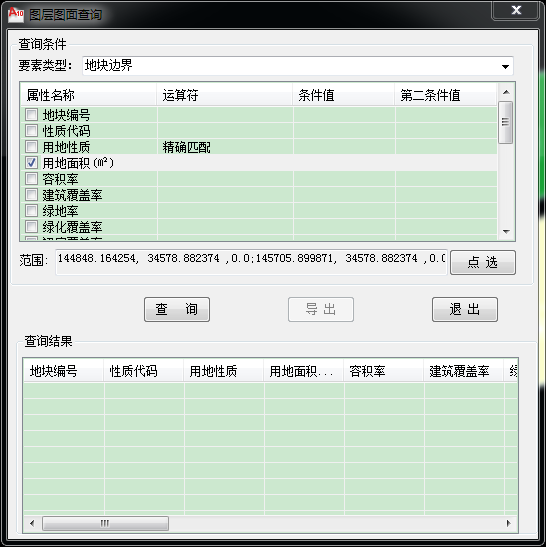 图层图面查询
查询条件
要素类型: 地块边界
属性名称 运算符 条件值 第二条件值
地块编号
性质代码
用地性质 精确匹配
用地面积(㎡)
容积率
建筑覆盖率
绿地率
绿化覆盖率
范围: 144848.164254, 34578.882374 ,0.0;145705.899871, 34578.882374 ,0.0 点 选
查 询 导 出 退 出
查询结果
地块编号 性质代码 用地性质 用地面积... 容积率 建筑覆盖率